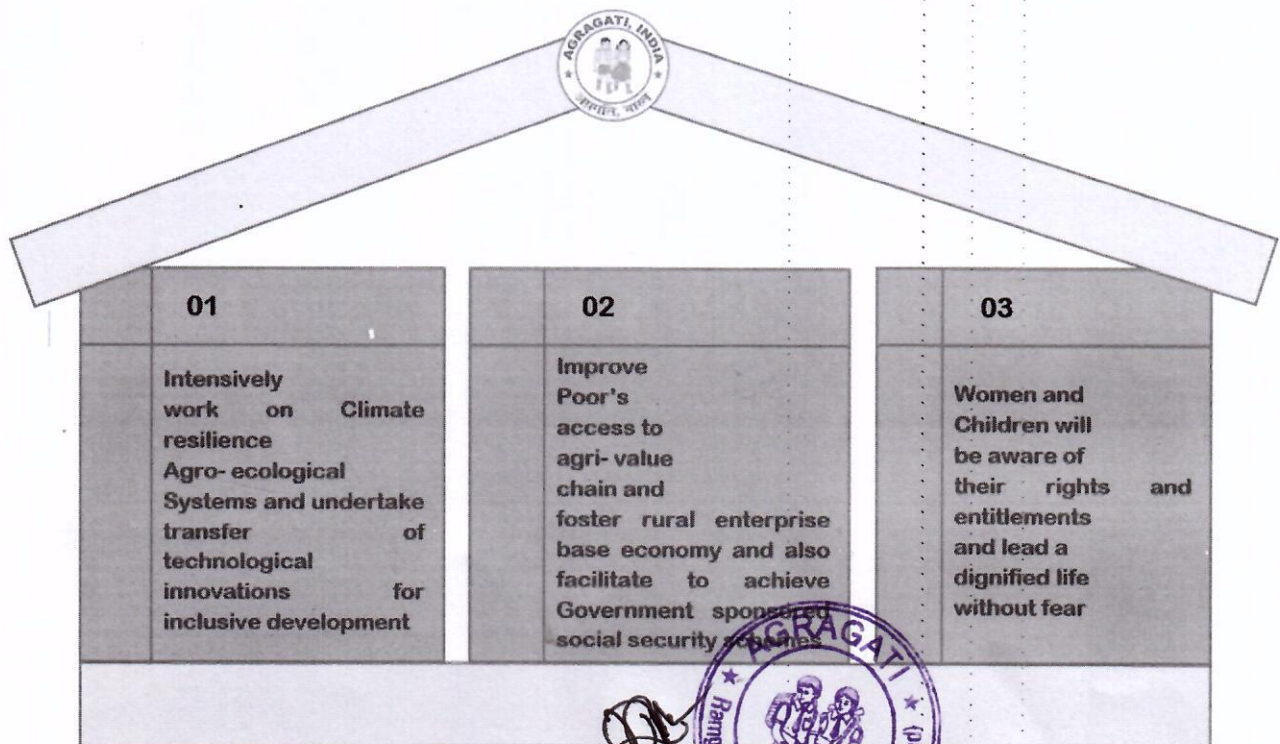 AGRAGATI, INDIA
01
Intensively
work on Climate
resilience
Agro- ecological
Systems and undertake
transfer of
technological
innovations for
inclusive development
02
Improve
Poor's
access to
agri- value
chain and
foster rural enterprise
base economy and also
facilitate to achieve
Government sponsored
social security schemes
03
Women and
Children will
be aware of
their rights and
entitlements
and lead a
dignified life
without fear
AGRAGATI